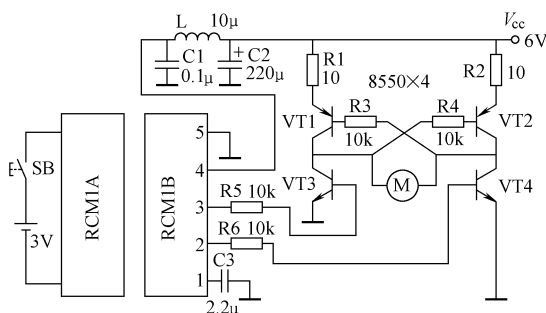 L 10μ
Vcc
6V
C1
0.1μ
C2
220μ
+
R1
10
R2
10
8550×4
R3
10k
R4
10k
VT1
VT2
M
VT3
VT4
SB
3V
RCM1A
RCM1B
5
4
3
2
1
R5 10k
R6 10k
C3
2.2μ